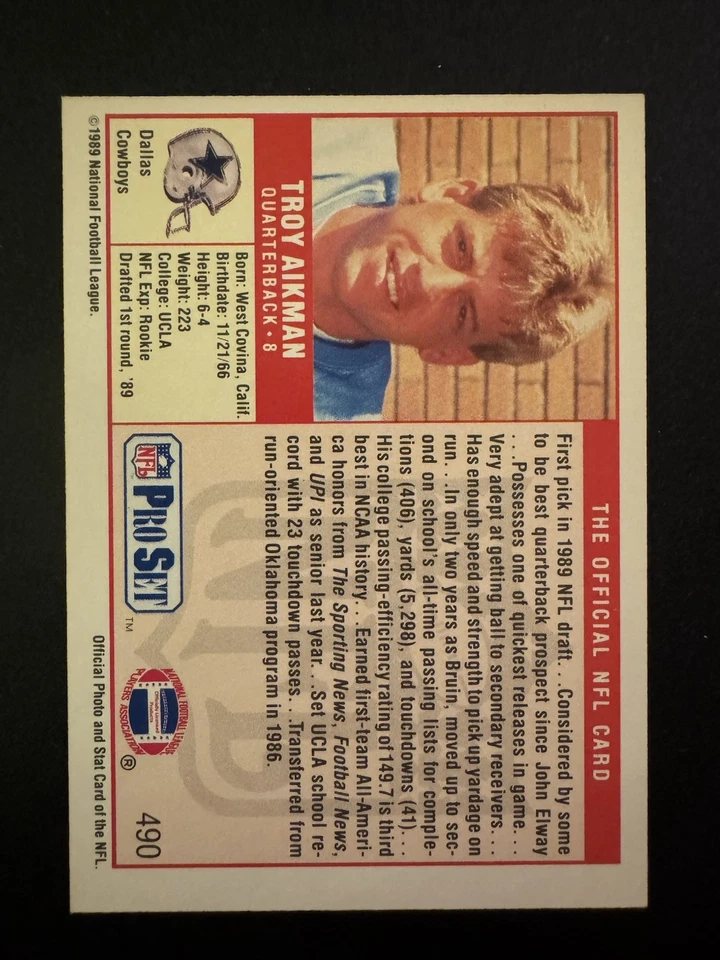 THE OFFICIAL NFL CARD
TROY AIKMAN
QUARTERBACK • 8
Dallas
Cowboys
Born: West Covina, Calif.
Birthdate: 11/21/66
Height: 6-4
Weight: 223
College: UCLA
NFL Exp: Rookie
Drafted 1st round, '89
©1989 National Football League.
First pick in 1989 NFL draft. . .Considered by some
to be best quarterback prospect since John Elway
. . .Possesses one of quickest releases in game. . .
Very adept at getting ball to secondary receivers. . .
Has enough speed and strength to pick up yardage on
run. . .In only two years as Bruin, moved up to sec-
ond on school's all-time passing lists for comple-
tions (406), yards (5,298), and touchdowns (41). . .
His college passing-efficiency rating of 149.7 is third
best in NCAA history. . .Earned first-team All-Ameri-
ca honors from The Sporting News, Football News,
and UPI as senior last year. . .Set UCLA school re-
cord with 23 touchdown passes. . .Transferred from
run-oriented Oklahoma program in 1986.
NFL PRO SET ™
NATIONAL FOOTBALL LEAGUE
Officially Licensed
Products
PLAYERS ASSOCIATION
®
490
Official Photo and Stat Card of the NFL.